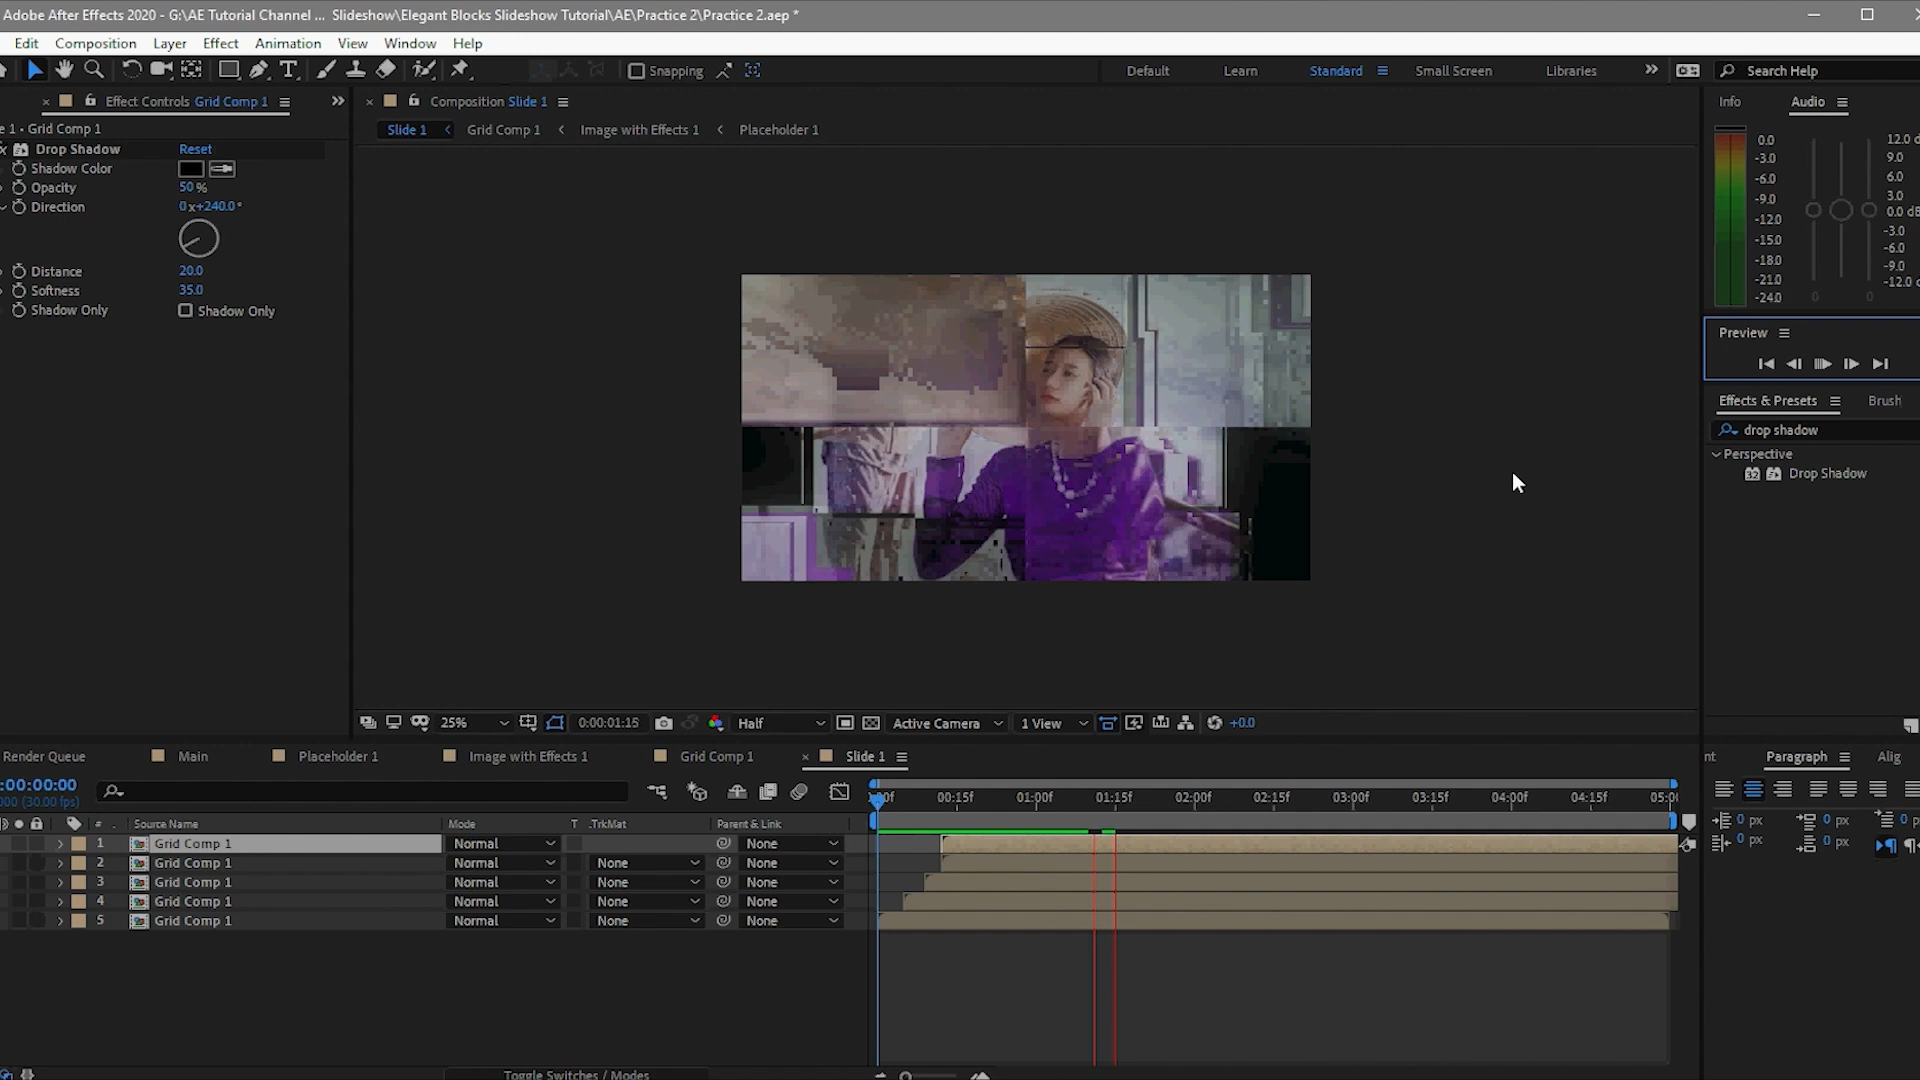 Adobe After Effects 2020 - G:\AE Tutorial Channel ... Slideshow\Elegant Blocks Slideshow Tutorial\AE\Practice 2\Practice 2.aep *
Edit Composition Layer Effect Animation View Window Help
Snapping Default Learn Standard Small Screen Libraries Search Help
Effect Controls Grid Comp 1
Composition Slide 1
Info Audio
e 1 • Grid Comp 1
Slide 1 Grid Comp 1 Image with Effects 1 Placeholder 1
Drop Shadow Reset
Shadow Color
Opacity 50 %
Direction 0 x+240.0 °
Distance 20.0
Softness 35.0
Shadow Only Shadow Only
0.0
-3.0
-6.0
-9.0
-12.0
-15.0
-18.0
-21.0
-24.0
12.0 d
9.0
6.0
3.0
0.0 dB
-3.0
-6.0
-9.0
-12.0 d
0 0
Preview
Effects & Presets Brush
drop shadow
Perspective
32 Drop Shadow
25% 0:00:01:15 Half Active Camera 1 View +0.0
Render Queue Main Placeholder 1 Image with Effects 1 Grid Comp 1 Slide 1
:00:00:00
000 (30.00 fps)
:00f 00:15f 01:00f 01:15f 02:00f 02:15f 03:00f 03:15f 04:00f 04:15f 05:0
# Source Name Mode T .TrkMat Parent & Link
1 Grid Comp 1 Normal None
2 Grid Comp 1 Normal None None
3 Grid Comp 1 Normal None None
4 Grid Comp 1 Normal None None
5 Grid Comp 1 Normal None None
Toggle Switches / Modes
nt Paragraph Alig
0 px 0 px 0 p
0 px 0 px